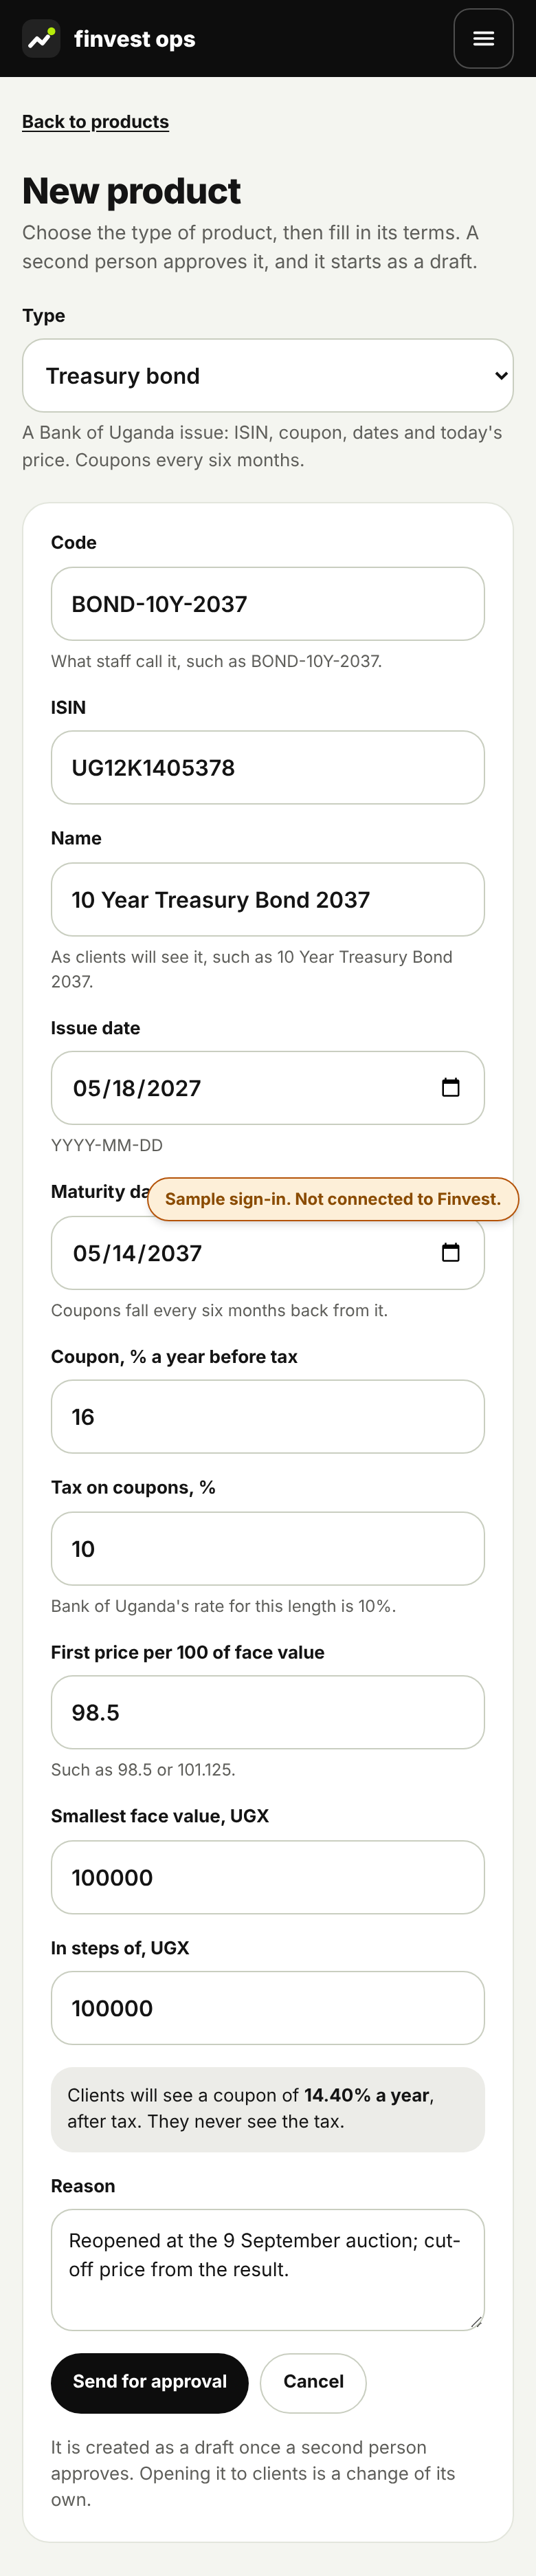 finvest ops
Back to products
New product
Choose the type of product, then fill in its terms. A
second person approves it, and it starts as a draft.
Type
Treasury bond
A Bank of Uganda issue: ISIN, coupon, dates and today's
price. Coupons every six months.
Code
BOND-10Y-2037
What staff call it, such as BOND-10Y-2037.
ISIN
UG12K1405378
Name
10 Year Treasury Bond 2037
As clients will see it, such as 10 Year Treasury Bond
2037.
Issue date
05/18/2027
YYYY-MM-DD
Maturity da
Sample sign-in. Not connected to Finvest.
05/14/2037
Coupons fall every six months back from it.
Coupon, % a year before tax
16
Tax on coupons, %
10
Bank of Uganda's rate for this length is 10%.
First price per 100 of face value
98.5
Such as 98.5 or 101.125.
Smallest face value, UGX
100000
In steps of, UGX
100000
Clients will see a coupon of 14.40% a year,
after tax. They never see the tax.
Reason
Reopened at the 9 September auction; cut-
off price from the result.
Send for approval
Cancel
It is created as a draft once a second person
approves. Opening it to clients is a change of its
own.